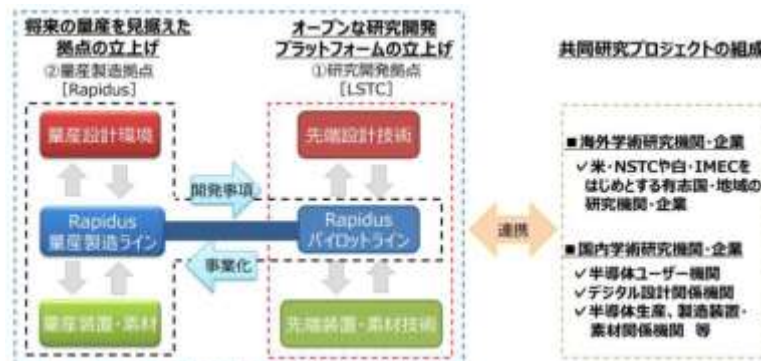 将来の量産を見据えた
拠点の立上げ
②量産製造拠点
[Rapidus]
量産設計環境
Rapidus
量産製造ライン
量産装置・素材
開発事項
事業化
オープンな研究開発
プラットフォームの立上げ
①研究開発拠点
[LSTC]
先端設計技術
Rapidus
パイロットライン
先端装置・素材技術
連携
共同研究プロジェクトの組成
■海外学術研究機関・企業
✓米・NSTCや白・IMECを
はじめとする有志国・地域の
研究機関・企業
■国内学術研究機関・企業
✓半導体ユーザー機関
✓デジタル設計関係機関
✓半導体生産、製造装置・
素材関係機関 等